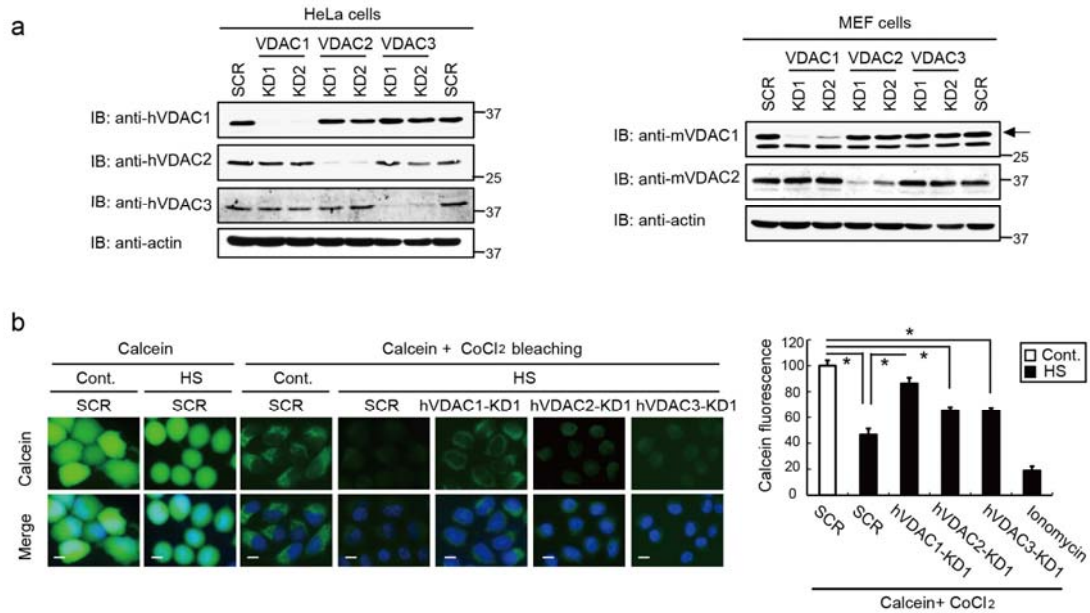 a
HeLa cells
VDAC1 VDAC2 VDAC3
SCR KD1 KD2 KD1 KD2 KD1 KD2 SCR
IB: anti-hVDAC1
37
IB: anti-hVDAC2
25
IB: anti-hVDAC3
37
IB: anti-actin
37
MEF cells
VDAC1 VDAC2 VDAC3
SCR KD1 KD2 KD1 KD2 KD1 KD2 SCR
IB: anti-mVDAC1
25
IB: anti-mVDAC2
37
IB: anti-actin
37
b
Calcein Calcein + CoCl2 bleaching
Cont. HS Cont. HS
SCR SCR SCR SCR hVDAC1-KD1 hVDAC2-KD1 hVDAC3-KD1
Calcein
Merge
Calcein fluorescence
120
100
80
60
40
20
0
* * * * *
Cont.
HS
SCR SCR hVDAC1-KD1 hVDAC2-KD1 hVDAC3-KD1 Ionomycin
Calcein+ CoCl2